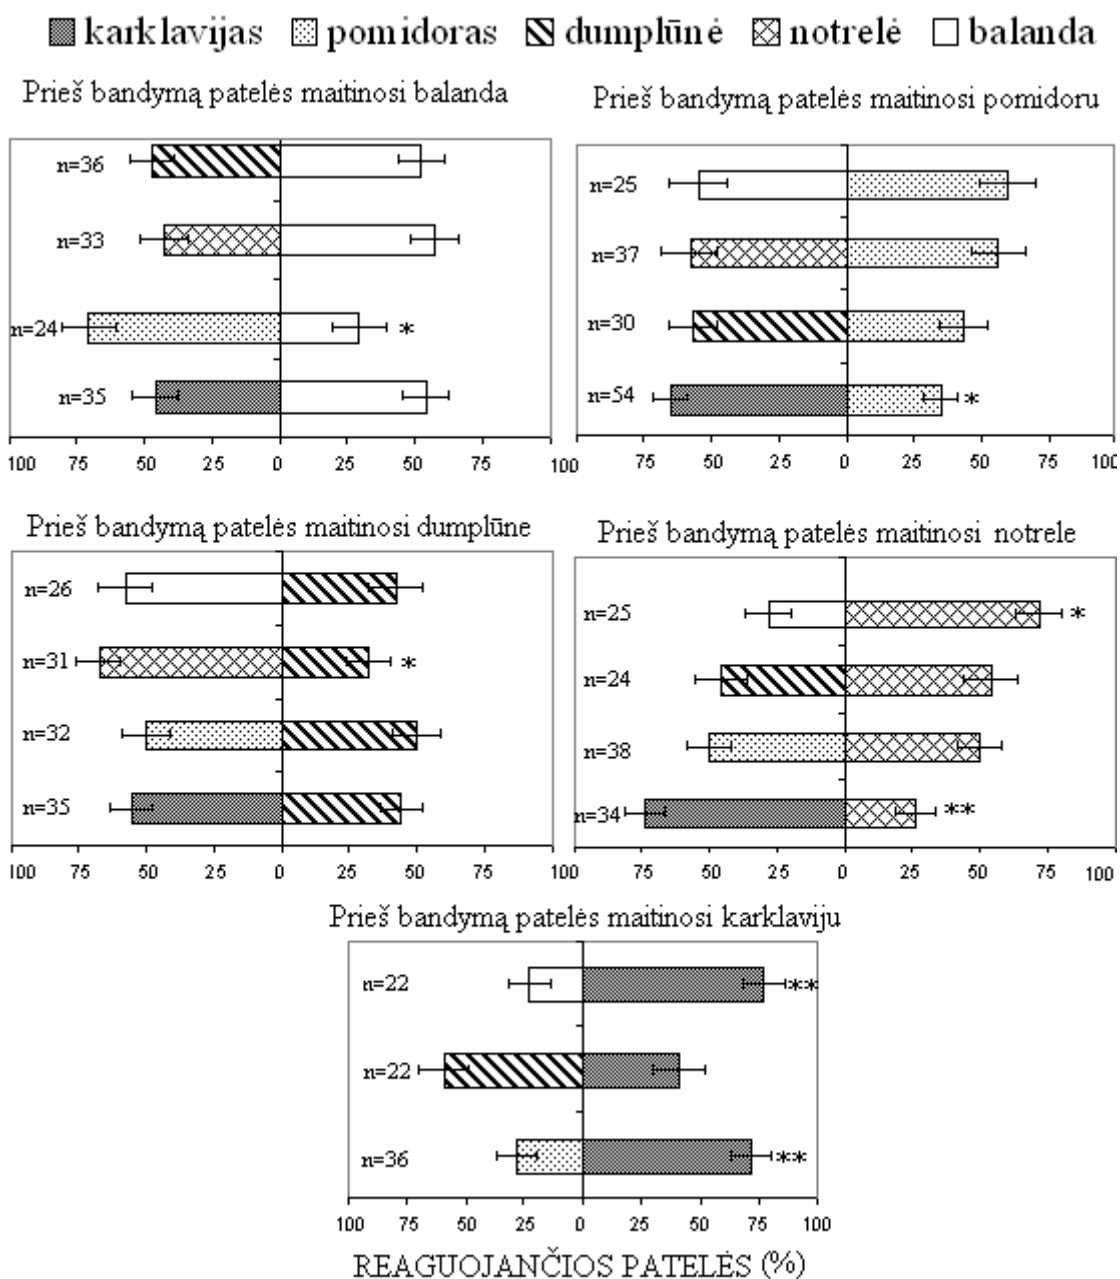 karklavijas pomidoras dumplūnė notrelė balanda
Prieš bandymą patelės maitinosi balanda
n=36
n=33
n=24 *
n=35
100 75 50 25 0 25 50 75 100
Prieš bandymą patelės maitinosi pomidoru
n=25
n=37
n=30
n=54 *
100 75 50 25 0 25 50 75 100
Prieš bandymą patelės maitinosi dumplūne
n=26
n=31 *
n=32
n=35
100 75 50 25 0 25 50 75 100
Prieš bandymą patelės maitinosi notrele
n=25 *
n=24
n=38
n=34 **
100 75 50 25 0 25 50 75 100
Prieš bandymą patelės maitinosi karklaviju
n=22 **
n=22
n=36 **
100 75 50 25 0 25 50 75 100
REAGUOJANČIOS PATELĖS (%)